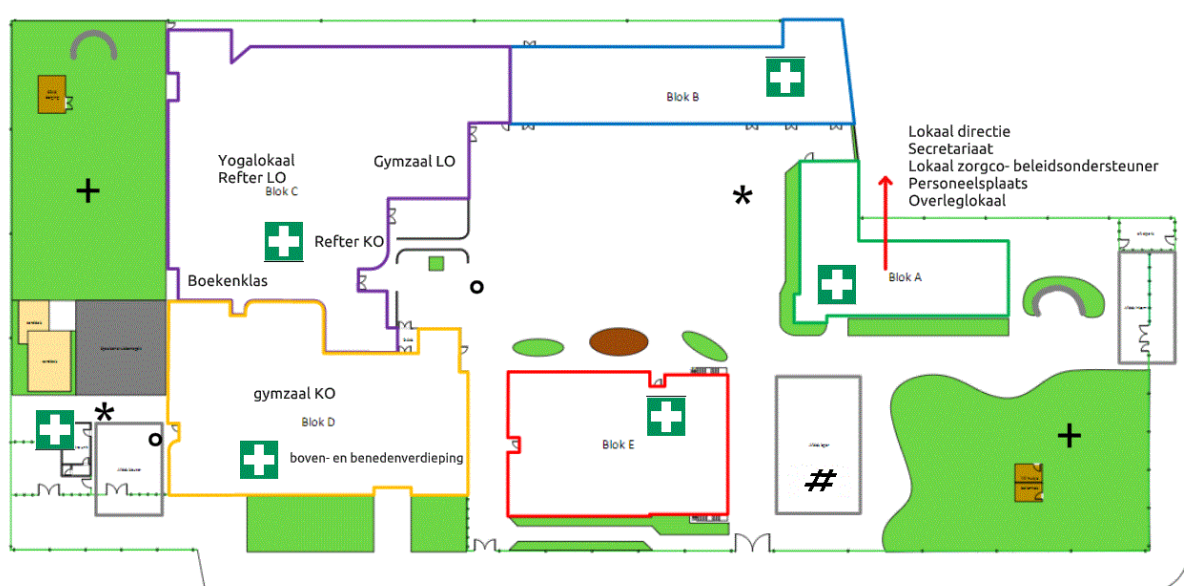 Blok B
Lokaal directie
Secretariaat
Lokaal zorgco- beleidsondersteuner
Personeelsplaats
Overleglokaal
Yogalokaal
Refter LO
Blok C
Gymzaal LO
+
*
Refter KO
Boekenklas
Blok A
gymzaal KO
Blok D
boven- en benedenverdieping
*
Blok E
+
#